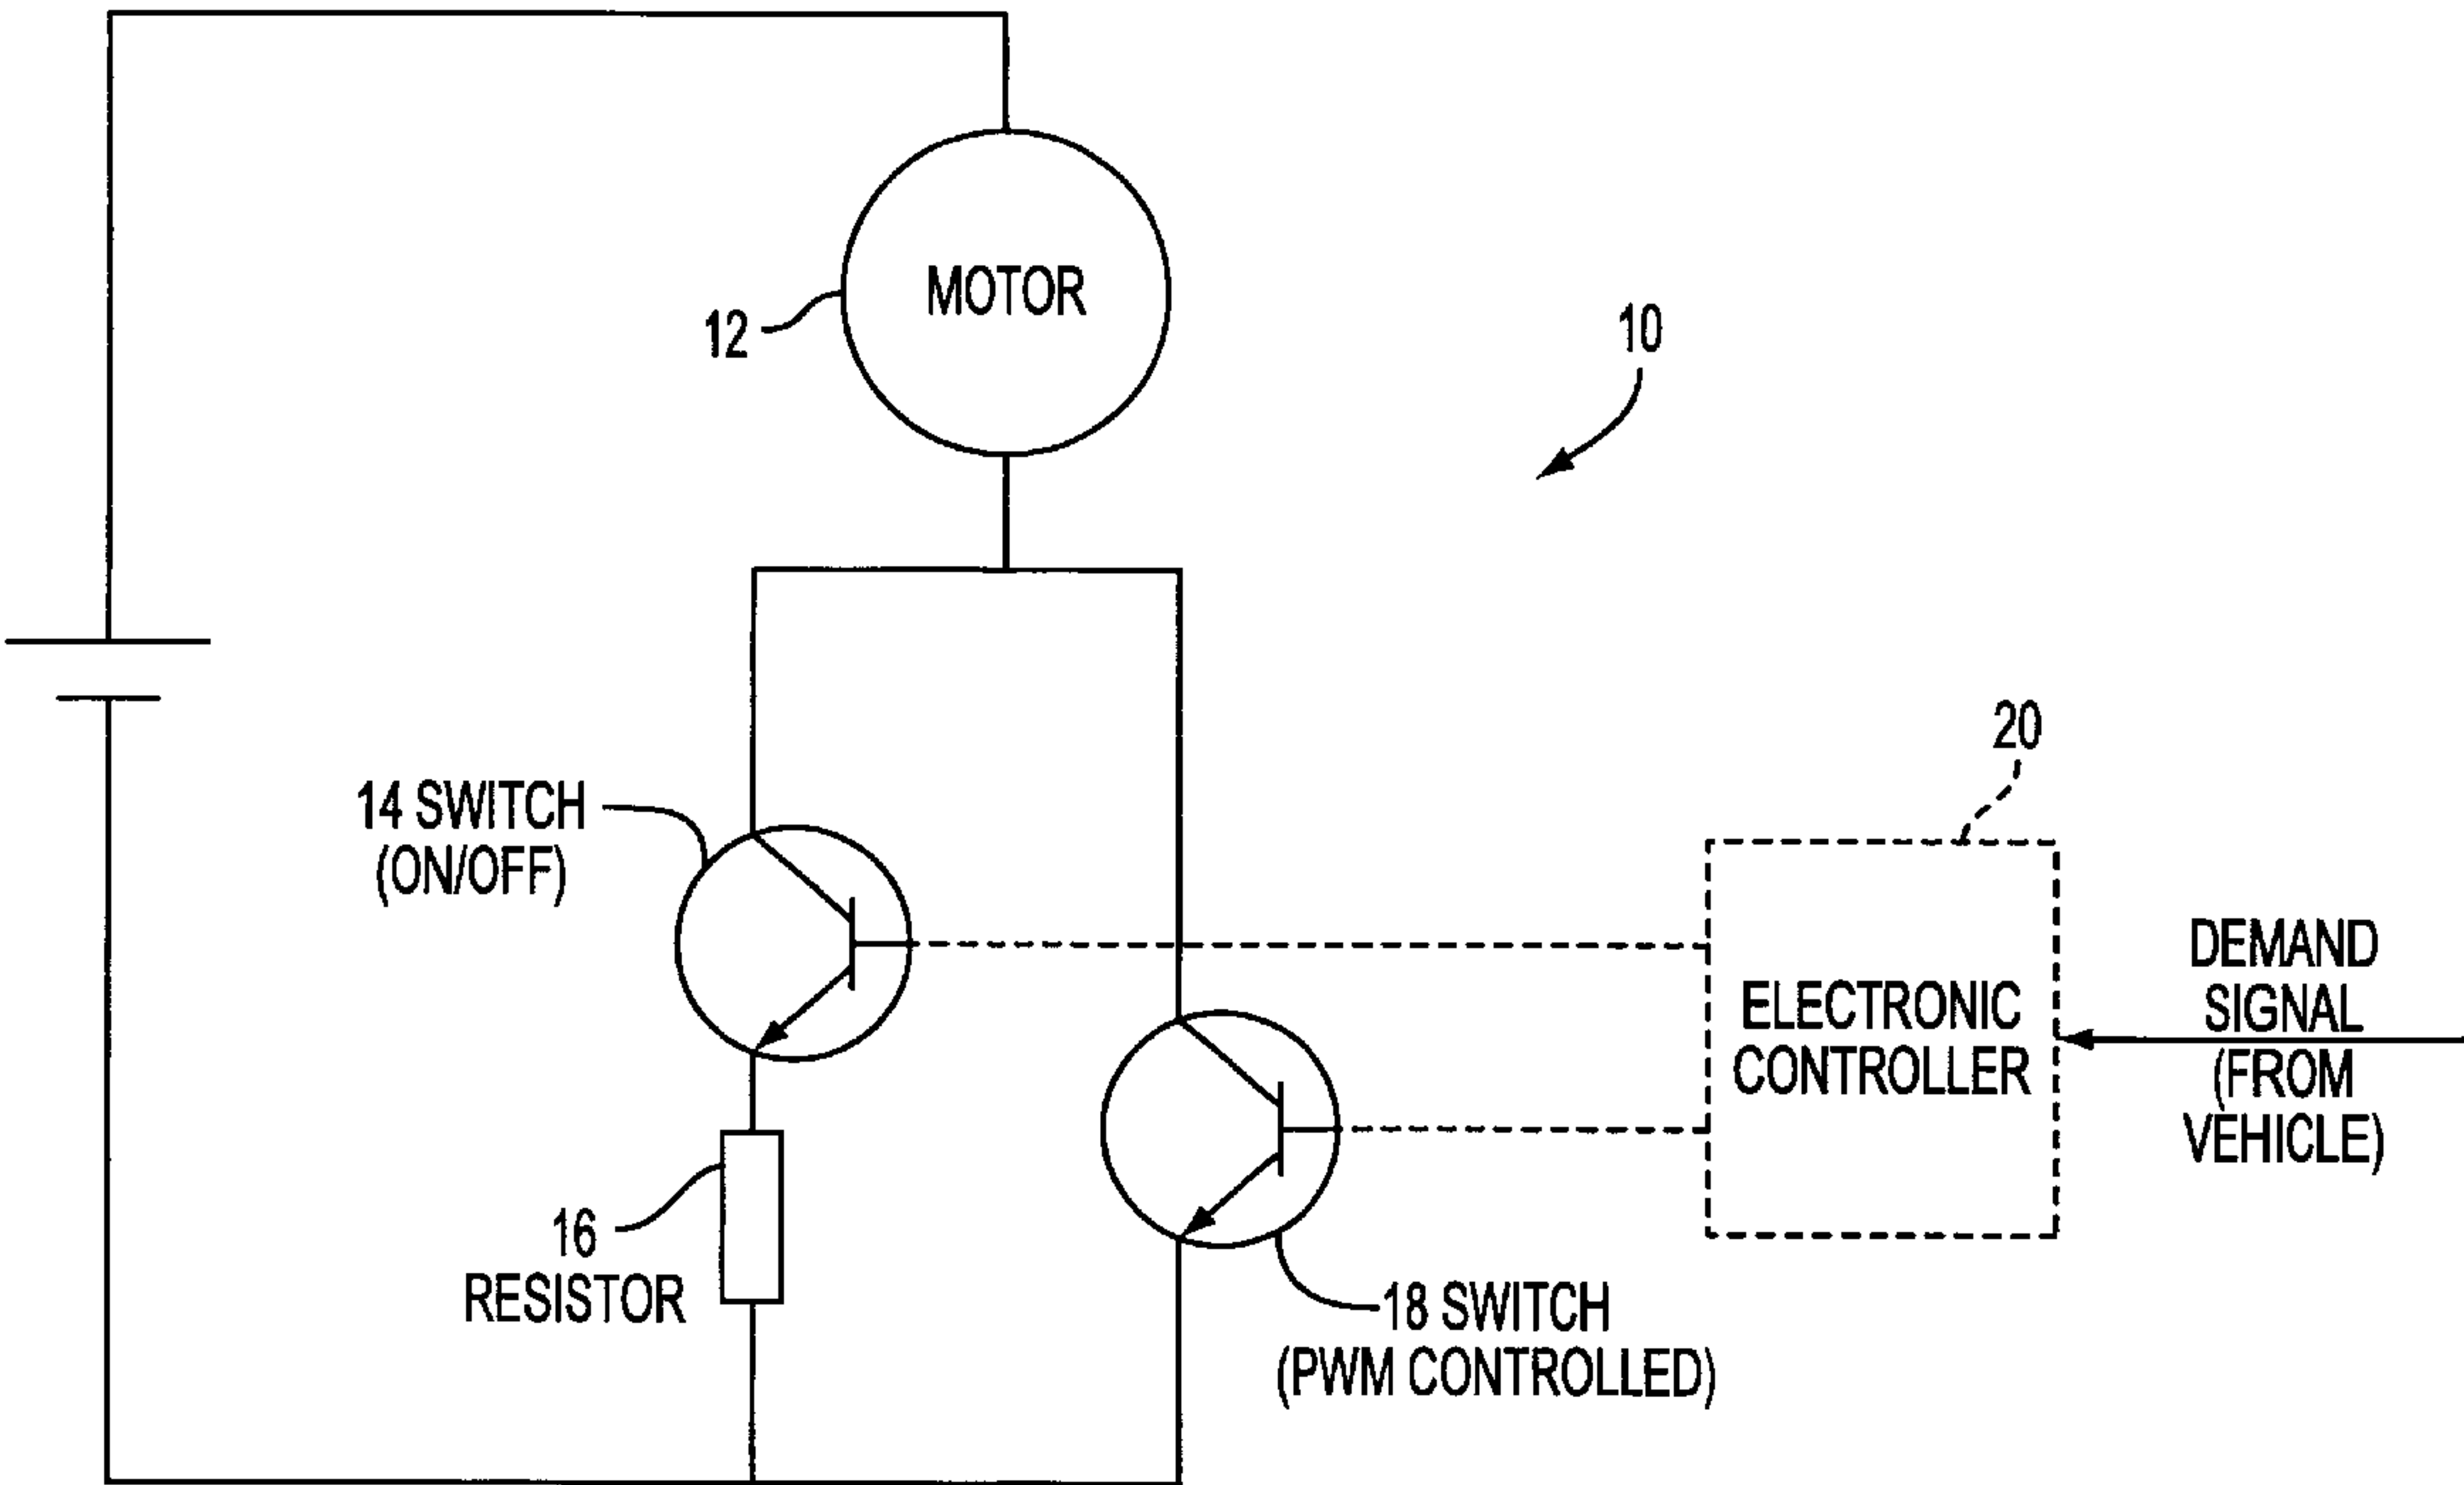 MOTOR
12
10
20
14 SWITCH
(ON/OFF)
DEMAND
SIGNAL
(FROM
VEHICLE)
ELECTRONIC
CONTROLLER
16
RESISTOR
18 SWITCH
(PWM CONTROLLED)